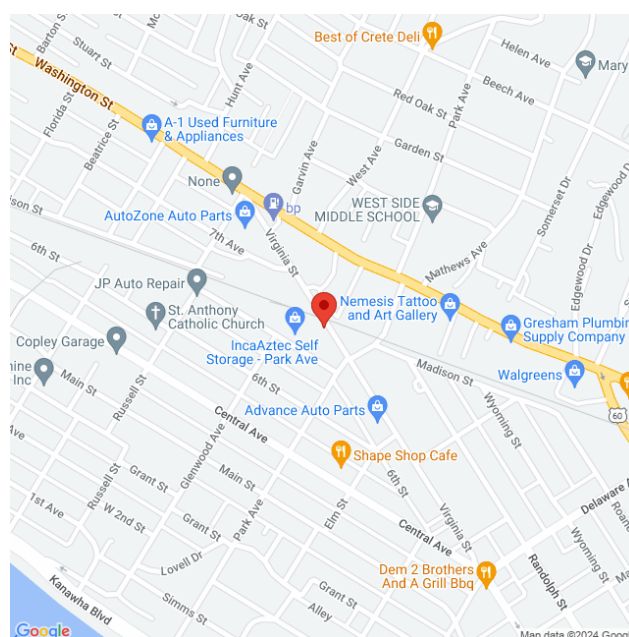 Barton St
Stuart St
Best of Crete Deli
Helen Ave
Mary
St
Washington St
Hunt Ave
Beech Ave
Red Oak St
Park Ave
Florida St
A-1 Used Furniture
& Appliances
Beatrice St
Garvin Ave
West Ave
Garden St
None
WEST SIDE
MIDDLE SCHOOL
Somerset Dr
Edgewood
bp
AutoZone Auto Parts
ison St
Virginia St
7th Ave
6th St
Mathews Ave
Edgewood Dr
JP Auto Repair
St. Anthony
Catholic Church
Nemesis Tattoo
and Art Gallery
Gresham Plumbin
Supply Company
Copley Garage
IncaAztec Self
Storage - Park Ave
Madison St
Walgreens
nine
Inc
Main St
Russell St
6th St
Advance Auto Parts
Wyoming St
60
Central Ave
Glenwood Ave
Shape Shop Cafe
Ave
Russell St
Grant St
Main St
6th St
1st Ave
W 2nd St
Park Ave
Elm St
Central Ave
Virginia St
Delaware A
Roane
Wyoming St
Lovell Dr
Dem 2 Brothers
And A Grill Bbq
Randolph St
Kanawha Blvd
Simms St
Grant St
Alley
Google
Map data ©2024 Goog